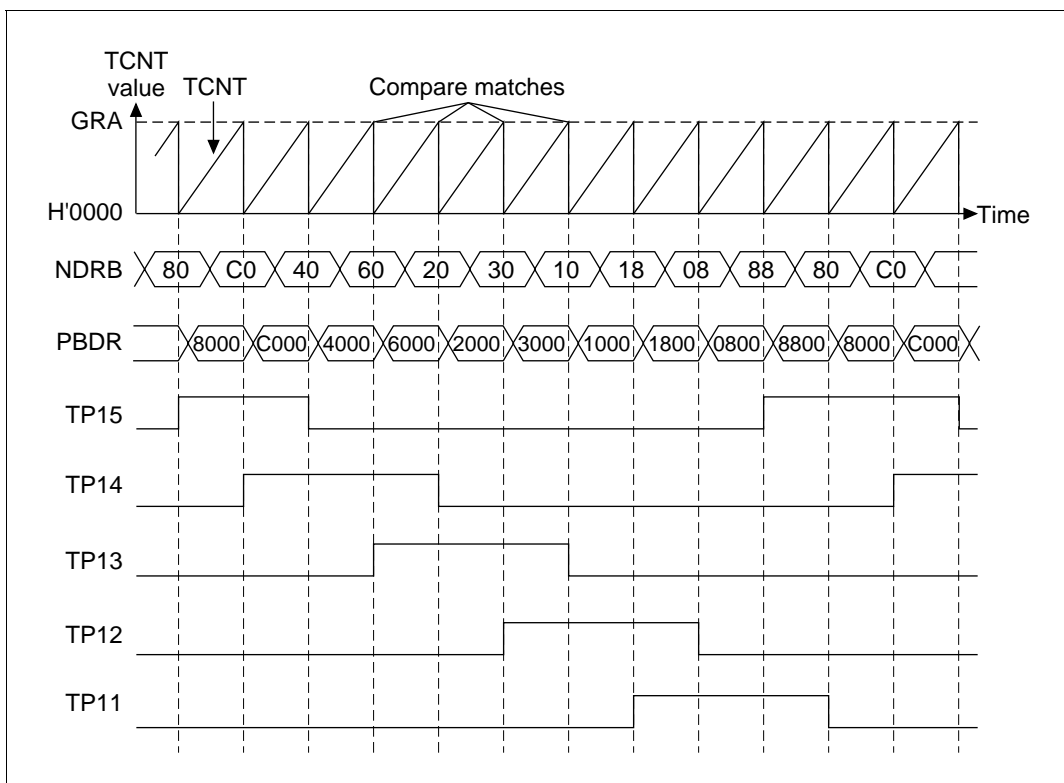 TCNT
value
TCNT
Compare matches
GRA
H'0000
Time
NDRB 80 C0 40 60 20 30 10 18 08 88 80 C0
PBDR 8000 C000 4000 6000 2000 3000 1000 1800 0800 8800 8000 C000
TP15
TP14
TP13
TP12
TP11